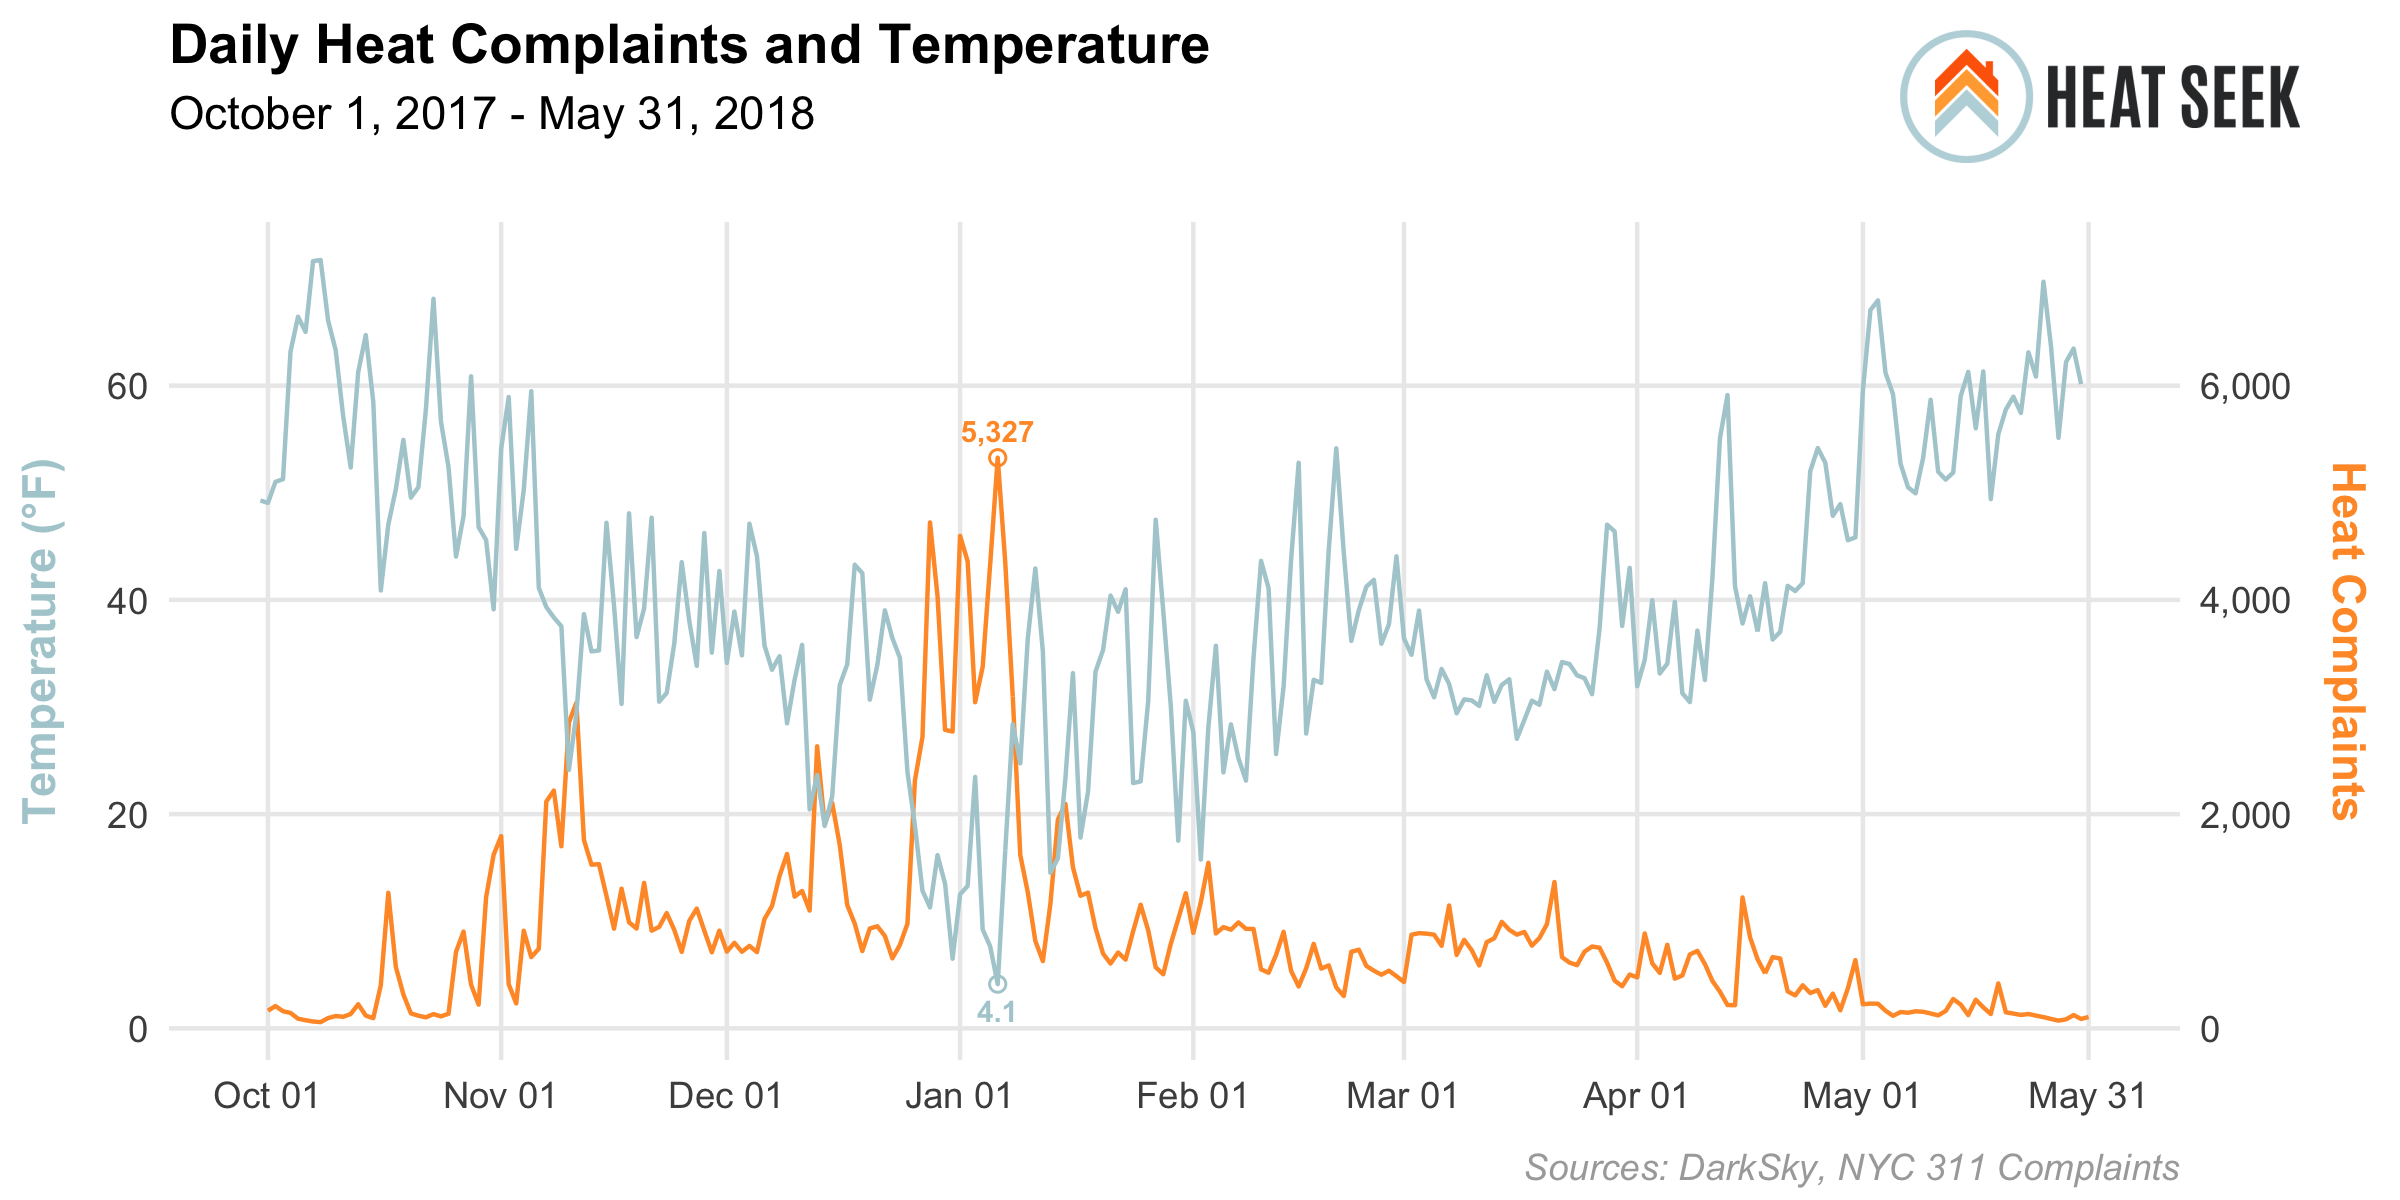 Daily Heat Complaints and Temperature
October 1, 2017 - May 31, 2018
HEAT SEEK
Temperature (°F)
60
40
20
0
5,327
4.1
6,000
4,000
2,000
0
Heat Complaints
Oct 01
Nov 01
Dec 01
Jan 01
Feb 01
Mar 01
Apr 01
May 01
May 31
Sources: DarkSky, NYC 311 Complaints